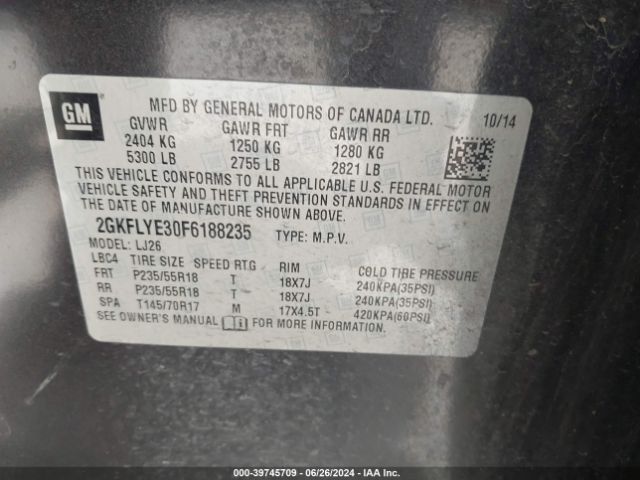 GM
MFD BY GENERAL MOTORS OF CANADA LTD. 10/14
GVWR GAWR FRT GAWR RR
2404 KG 1250 KG 1280 KG
5300 LB 2755 LB 2821 LB
THIS VEHICLE CONFORMS TO ALL APPLICABLE U.S. FEDERAL MOTOR
VEHICLE SAFETY AND THEFT PREVENTION STANDARDS IN EFFECT ON
THE DATE OF MANUFACTURE SHOWN ABOVE.
2GKFLYE30F6188235 TYPE: M.P.V.
MODEL: LJ26
LBC4 TIRE SIZE SPEED RTG RIM COLD TIRE PRESSURE
FRT P235/55R18 T 18X7J 240KPA(35PSI)
RR P235/55R18 T 18X7J 240KPA(35PSI)
SPA T145/70R17 M 17X4.5T 420KPA(60PSI)
SEE OWNER'S MANUAL FOR MORE INFORMATION.
000-39745709 - 06/26/2024 - IAA Inc.